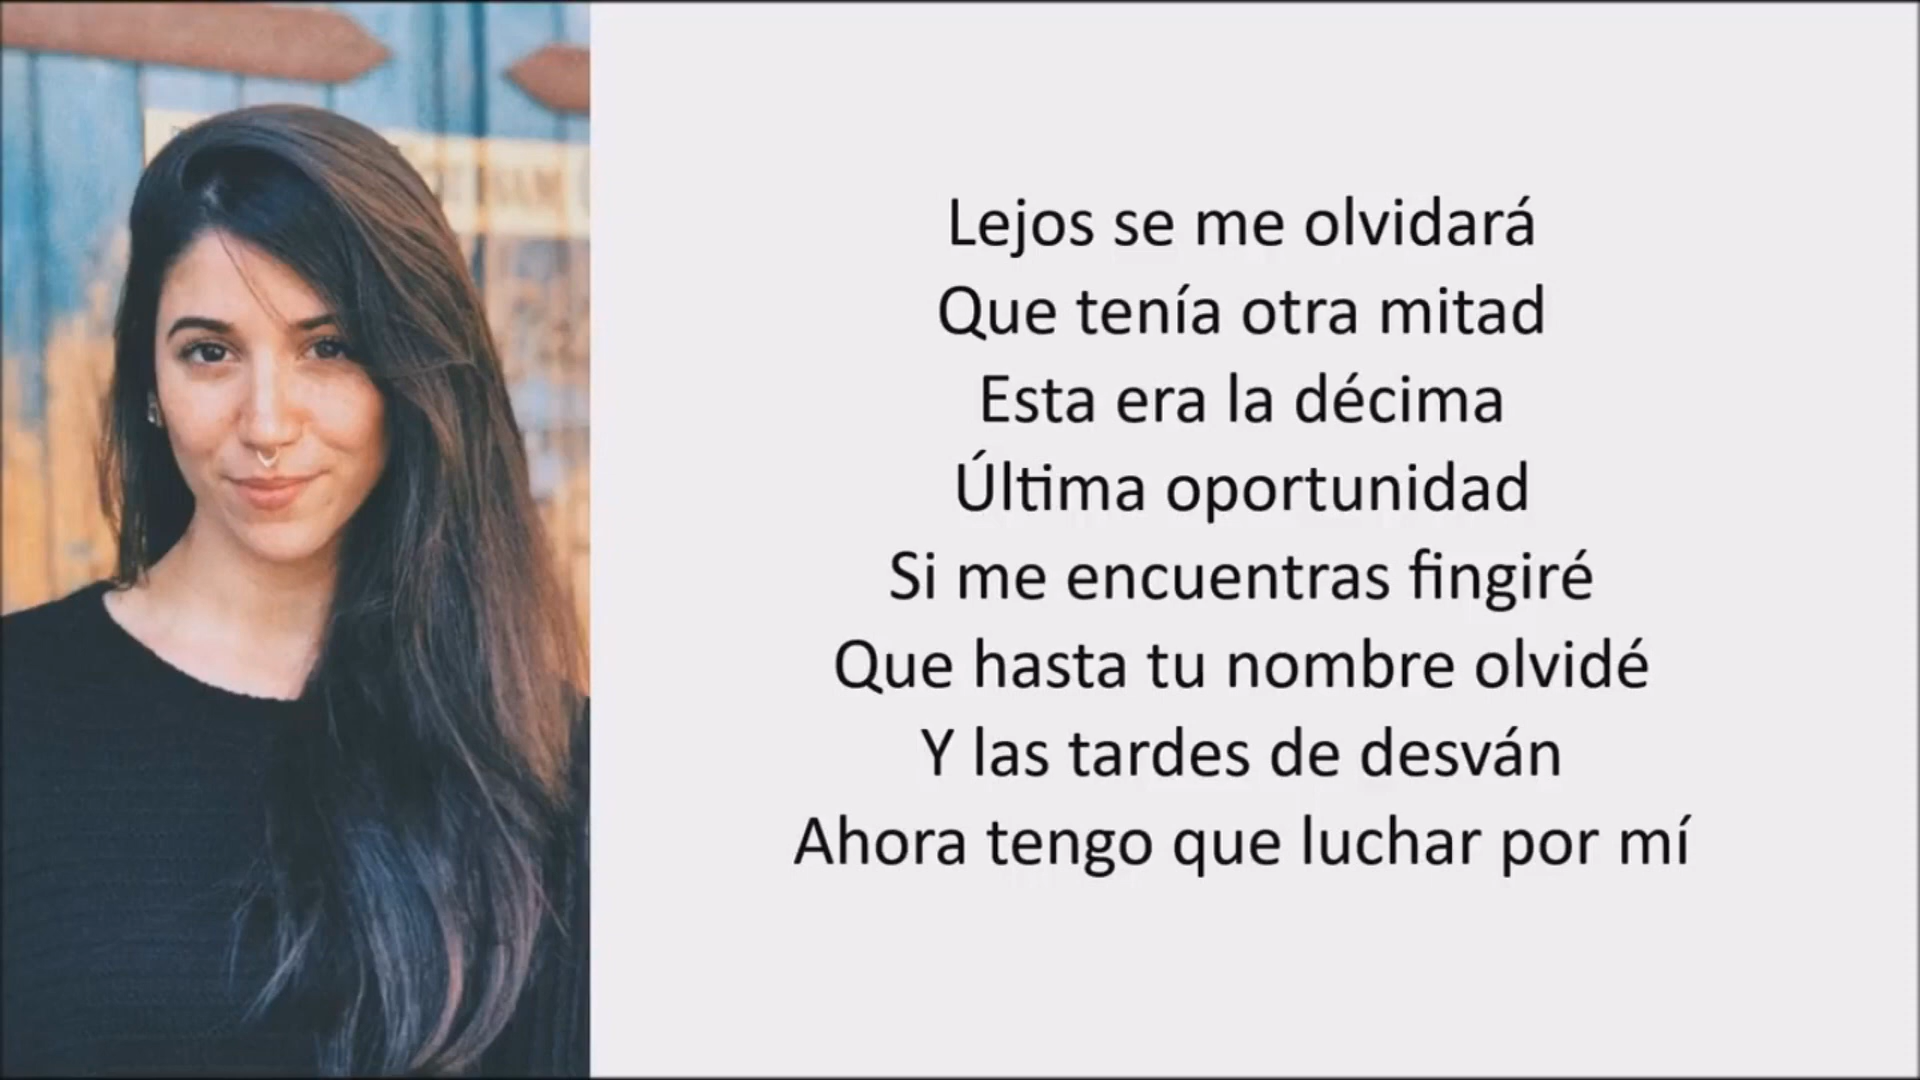 Lejos se me olvidará
Que tenía otra mitad
Esta era la décima
Última oportunidad
Si me encuentras fingiré
Que hasta tu nombre olvidé
Y las tardes de desván
Ahora tengo que luchar por mí